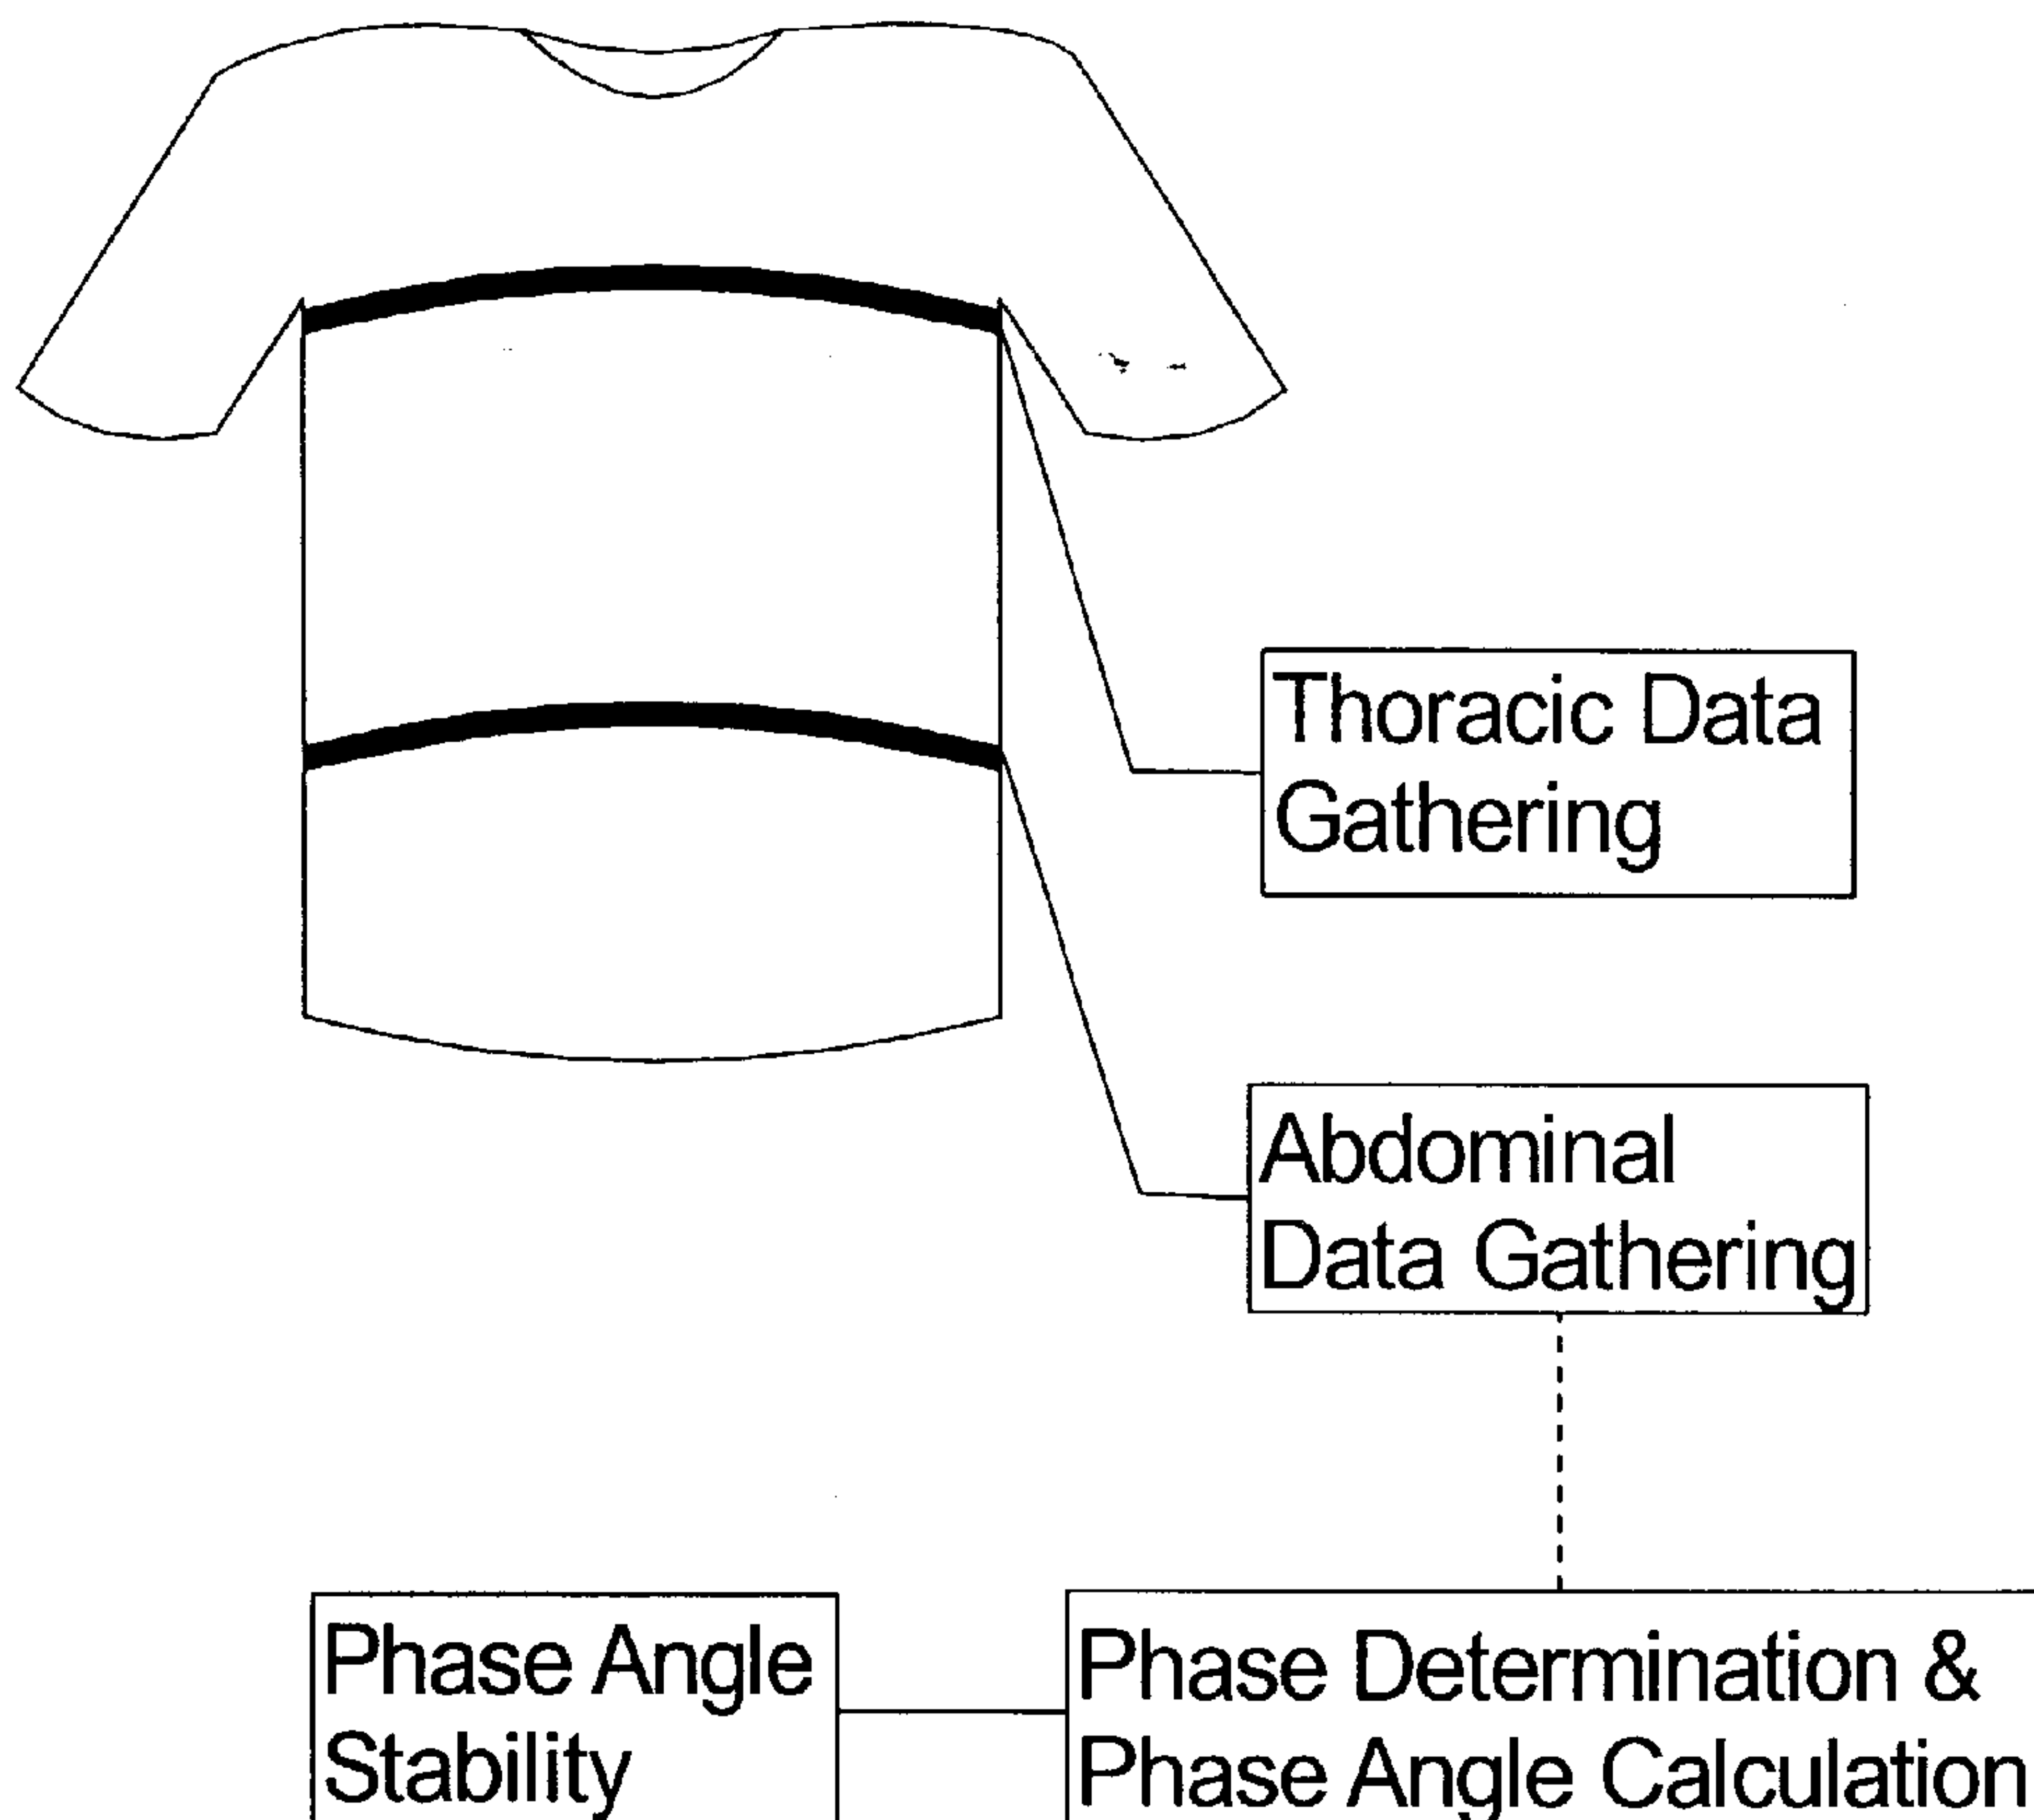 Thoracic Data
Gathering
Abdominal
Data Gathering
Phase Angle
Stability
Phase Determination &
Phase Angle Calculation